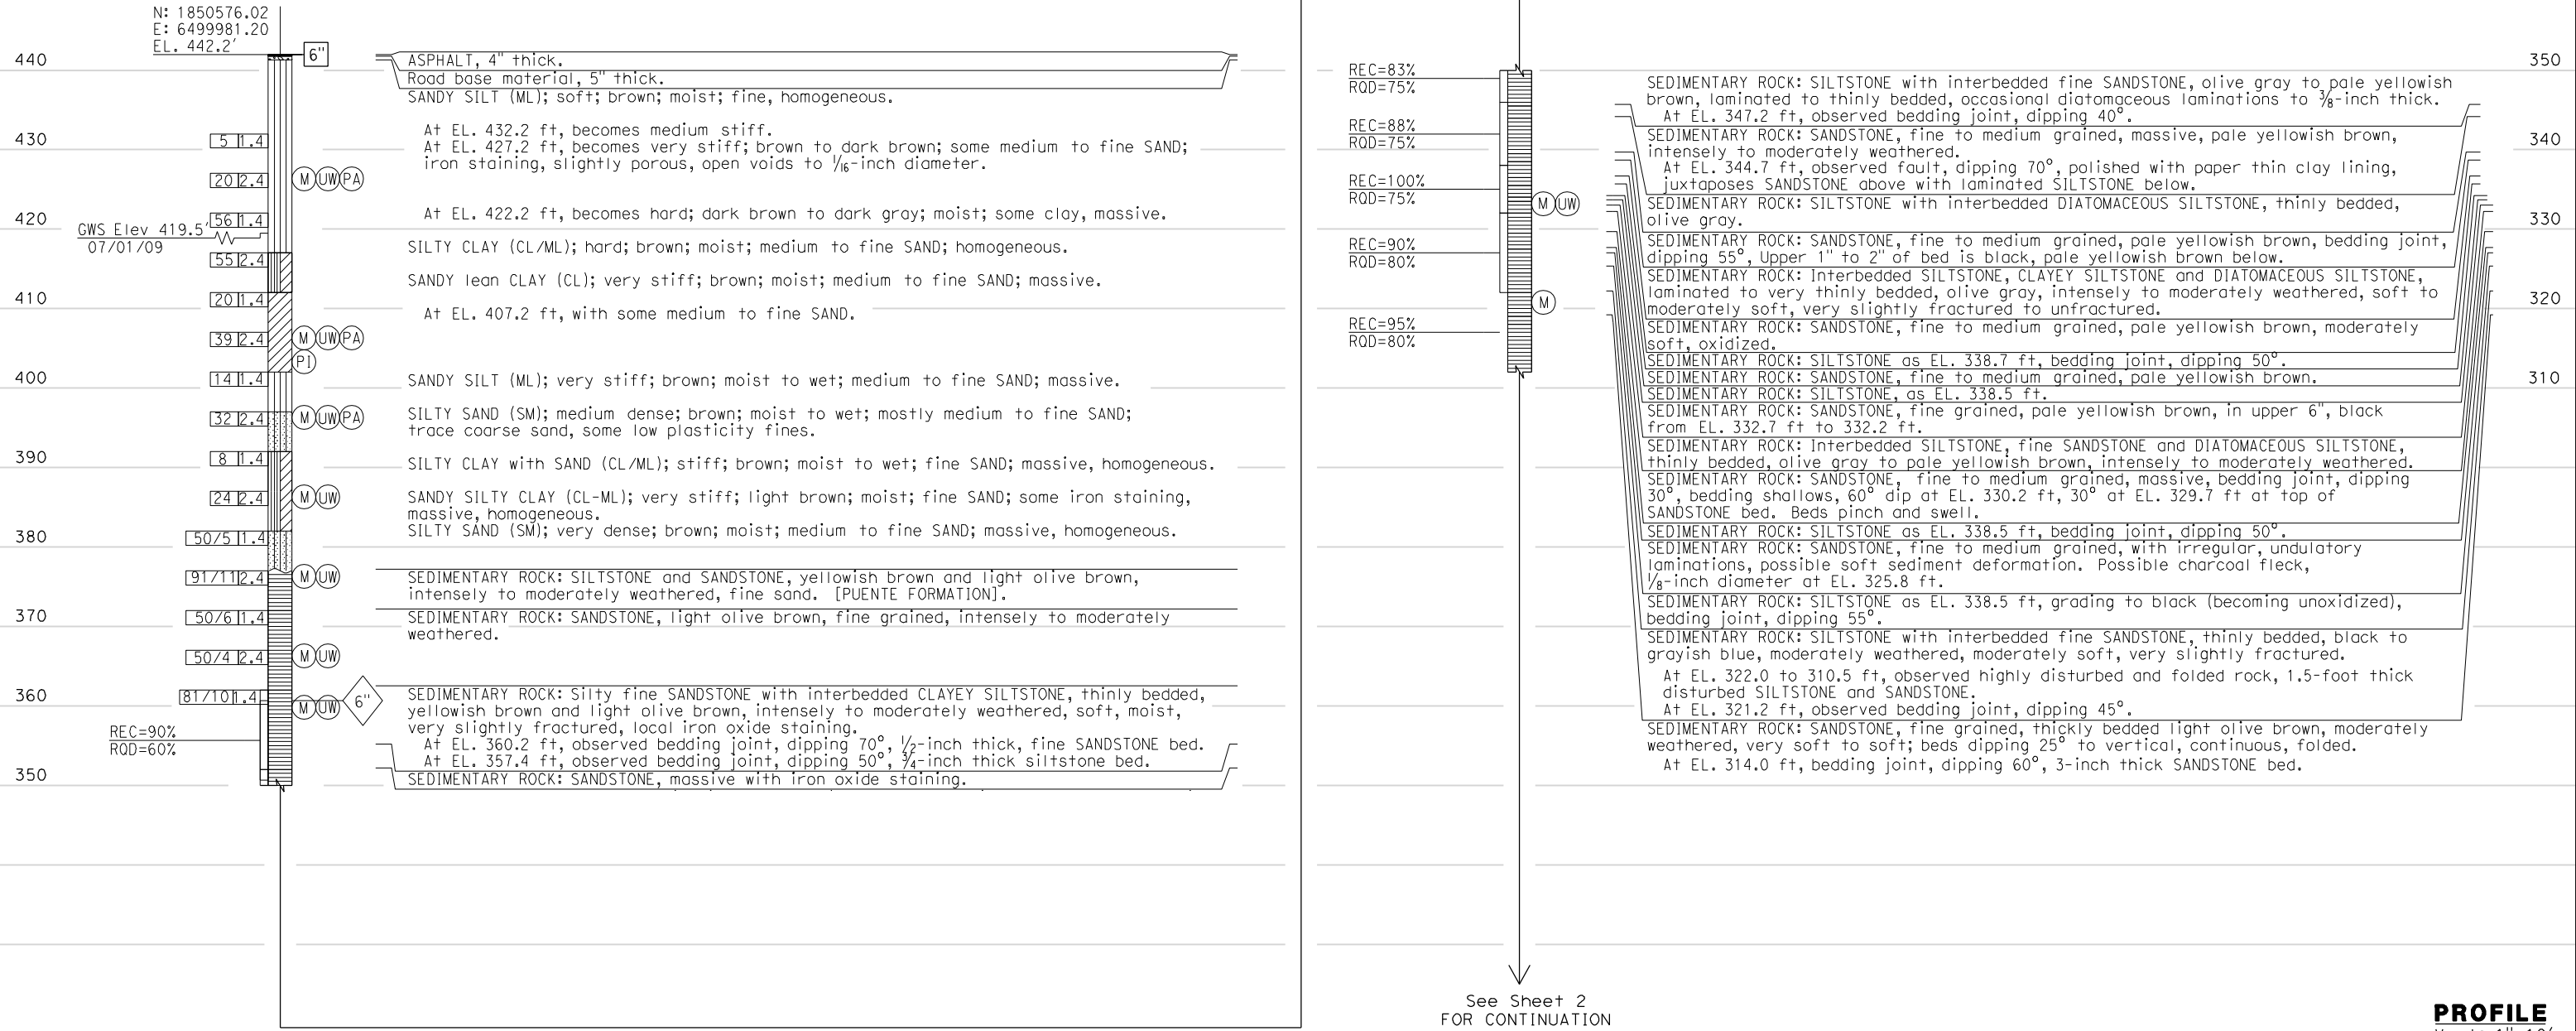 N: 1850576.02
E: 6499981.20
EL. 442.2'
6"
440
430
420
410
400
390
380
370
360
350
5 1.4
20 2.4
M UW PA
56 1.4
GWS Elev 419.5'
07/01/09
55 2.4
20 1.4
39 2.4
M UW PA
PI
14 1.4
32 2.4
M UW PA
8 1.4
24 2.4
M UW
50/5 1.4
91/11 2.4
M UW
50/6 1.4
50/4 2.4
M UW
81/10 1.4
M UW
6"
REC=90%
RQD=60%
ASPHALT, 4" thick.
Road base material, 5" thick.
SANDY SILT (ML); soft; brown; moist; fine, homogeneous.
At EL. 432.2 ft, becomes medium stiff.
At EL. 427.2 ft, becomes very stiff; brown to dark brown; some medium to fine SAND;
iron staining, slightly porous, open voids to 1/16-inch diameter.
At EL. 422.2 ft, becomes hard; dark brown to dark gray; moist; some clay, massive.
SILTY CLAY (CL/ML); hard; brown; moist; medium to fine SAND; homogeneous.
SANDY lean CLAY (CL); very stiff; brown; moist; medium to fine SAND; massive.
At EL. 407.2 ft, with some medium to fine SAND.
SANDY SILT (ML); very stiff; brown; moist to wet; medium to fine SAND; massive.
SILTY SAND (SM); medium dense; brown; moist to wet; mostly medium to fine SAND;
trace coarse sand, some low plasticity fines.
SILTY CLAY with SAND (CL/ML); stiff; brown; moist to wet; fine SAND; massive, homogeneous.
SANDY SILTY CLAY (CL-ML); very stiff; light brown; moist; fine SAND; some iron staining,
massive, homogeneous.
SILTY SAND (SM); very dense; brown; moist; medium to fine SAND; massive, homogeneous.
SEDIMENTARY ROCK: SILTSTONE and SANDSTONE, yellowish brown and light olive brown,
intensely to moderately weathered, fine sand. [PUENTE FORMATION].
SEDIMENTARY ROCK: SANDSTONE, light olive brown, fine grained, intensely to moderately
weathered.
SEDIMENTARY ROCK: Silty fine SANDSTONE with interbedded CLAYEY SILTSTONE, thinly bedded,
yellowish brown and light olive brown, intensely to moderately weathered, soft, moist,
very slightly fractured, local iron oxide staining.
At EL. 360.2 ft, observed bedding joint, dipping 70°, 1/2-inch thick, fine SANDSTONE bed.
At EL. 357.4 ft, observed bedding joint, dipping 50°, 3/4-inch thick siltstone bed.
SEDIMENTARY ROCK: SANDSTONE, massive with iron oxide staining.
REC=83%
RQD=75%
REC=88%
RQD=75%
REC=100%
RQD=75%
M UW
REC=90%
RQD=80%
M
REC=95%
RQD=80%
SEDIMENTARY ROCK: SILTSTONE with interbedded fine SANDSTONE, olive gray to pale yellowish
brown, laminated to thinly bedded, occasional diatomaceous laminations to 3/8-inch thick.
At EL. 347.2 ft, observed bedding joint, dipping 40°.
SEDIMENTARY ROCK: SANDSTONE, fine to medium grained, massive, pale yellowish brown,
intensely to moderately weathered.
At EL. 344.7 ft, observed fault, dipping 70°, polished with paper thin clay lining,
juxtaposes SANDSTONE above with laminated SILTSTONE below.
SEDIMENTARY ROCK: SILTSTONE with interbedded DIATOMACEOUS SILTSTONE, thinly bedded,
olive gray.
SEDIMENTARY ROCK: SANDSTONE, fine to medium grained, pale yellowish brown, bedding joint,
dipping 55°, Upper 1" to 2" of bed is black, pale yellowish brown below.
SEDIMENTARY ROCK: Interbedded SILTSTONE, CLAYEY SILTSTONE and DIATOMACEOUS SILTSTONE,
laminated to very thinly bedded, olive gray, intensely to moderately weathered, soft to
moderately soft, very slightly fractured to unfractured.
SEDIMENTARY ROCK: SANDSTONE, fine to medium grained, pale yellowish brown, moderately
soft, oxidized.
SEDIMENTARY ROCK: SILTSTONE as EL. 338.7 ft, bedding joint, dipping 50°.
SEDIMENTARY ROCK: SANDSTONE, fine to medium grained, pale yellowish brown.
SEDIMENTARY ROCK: SILTSTONE, as EL. 338.5 ft.
SEDIMENTARY ROCK: SANDSTONE, fine grained, pale yellowish brown, in upper 6", black
from EL. 332.7 ft to 332.2 ft.
SEDIMENTARY ROCK: Interbedded SILTSTONE, fine SANDSTONE and DIATOMACEOUS SILTSTONE,
thinly bedded, olive gray to pale yellowish brown, intensely to moderately weathered.
SEDIMENTARY ROCK: SANDSTONE, fine to medium grained, massive, bedding joint, dipping
30°, bedding shallows, 60° dip at EL. 330.2 ft, 30° at EL. 329.7 ft at top of
SANDSTONE bed. Beds pinch and swell.
SEDIMENTARY ROCK: SILTSTONE as EL. 338.5 ft, bedding joint, dipping 50°.
SEDIMENTARY ROCK: SANDSTONE, fine to medium grained, with irregular, undulatory
laminations, possible soft sediment deformation. Possible charcoal fleck,
1/8-inch diameter at EL. 325.8 ft.
SEDIMENTARY ROCK: SILTSTONE as EL. 338.5 ft, grading to black (becoming unoxidized),
bedding joint, dipping 55°.
SEDIMENTARY ROCK: SILTSTONE with interbedded fine SANDSTONE, thinly bedded, black to
grayish blue, moderately weathered, moderately soft, very slightly fractured.
At EL. 322.0 to 310.5 ft, observed highly disturbed and folded rock, 1.5-foot thick
disturbed SILTSTONE and SANDSTONE.
At EL. 321.2 ft, observed bedding joint, dipping 45°.
SEDIMENTARY ROCK: SANDSTONE, fine grained, thickly bedded light olive brown, moderately
weathered, very soft to soft; beds dipping 25° to vertical, continuous, folded.
At EL. 314.0 ft, bedding joint, dipping 60°, 3-inch thick SANDSTONE bed.
350
340
330
320
310
See Sheet 2
FOR CONTINUATION
PROFILE